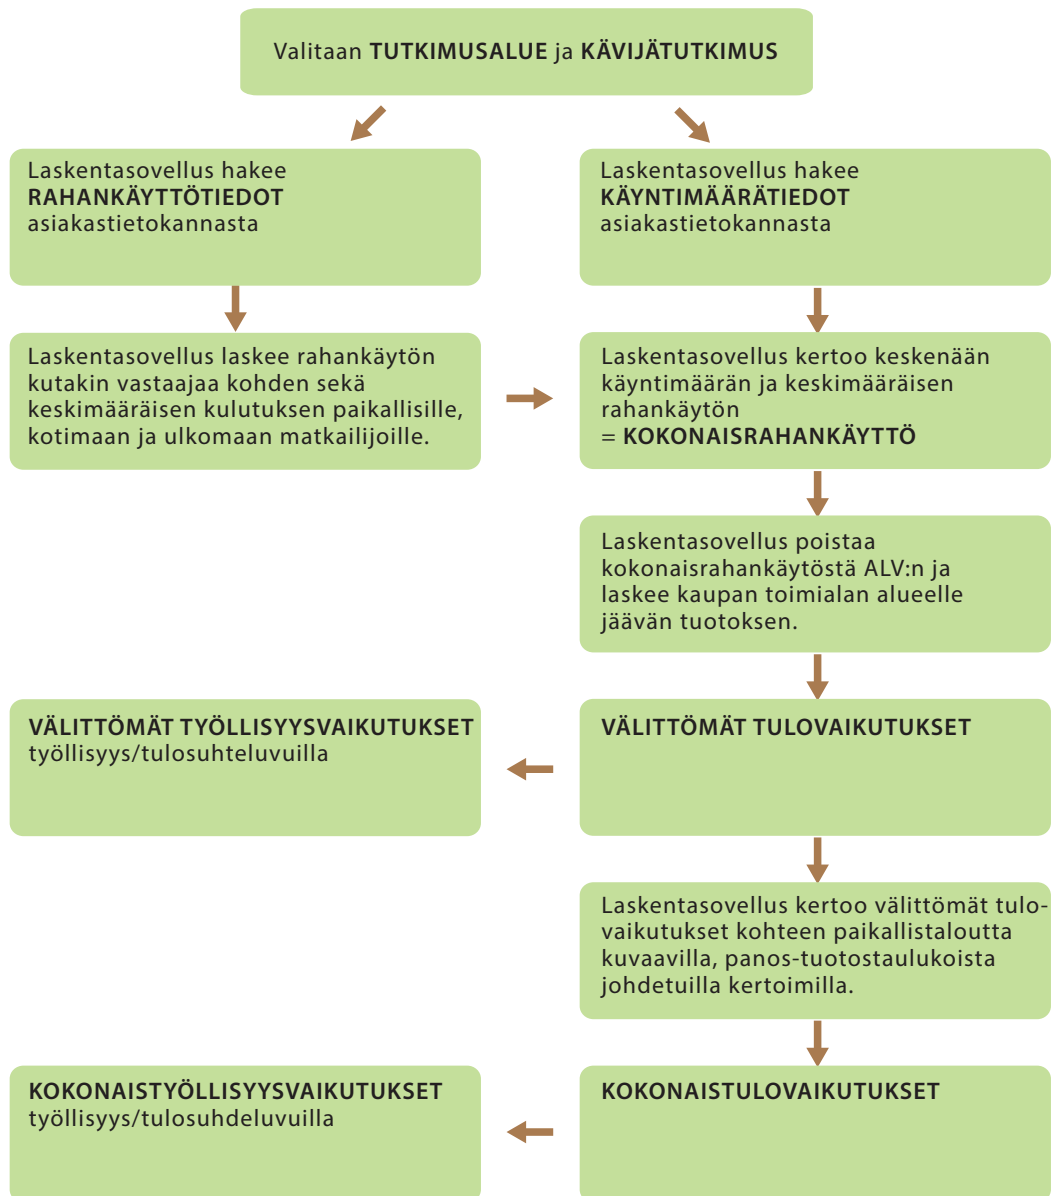 Valitaan TUTKIMUSALUE ja KÄVIJÄTUTKIMUS
Laskentasovellus hakee
RAHANKÄYTTÖTIEDOT
asiakastietokannasta
Laskentasovellus hakee
KÄYNTIMÄÄRÄTIEDOT
asiakastietokannasta
Laskentasovellus laskee rahankäytön
kutakin vastaajaa kohden sekä
keskimääräisen kulutuksen paikallisille,
kotimaan ja ulkomaan matkailijoille.
Laskentasovellus kertoo keskenään
käyntimäärän ja keskimääräisen
rahankäytön
= KOKONAISRAHANKÄYTTÖ
Laskentasovellus poistaa
kokonaisrahankäytöstä ALV:n ja
laskee kaupan toimialan alueelle
jäävän tuotoksen.
VÄLITTÖMÄT TYÖLLISYYSVAIKUTUKSET
työllisyys/tulosuhteluvuilla
VÄLITTÖMÄT TULOVAIKUTUKSET
Laskentasovellus kertoo välittömät tulo-
vaikutukset kohteen paikallistaloutta
kuvaavilla, panos-tuotostaulukoista
johdetuilla kertoimilla.
KOKONAISTYÖLLISYYSVAIKUTUKSET
työllisyys/tulosuhdeluvuilla
KOKONAISTULOVAIKUTUKSET